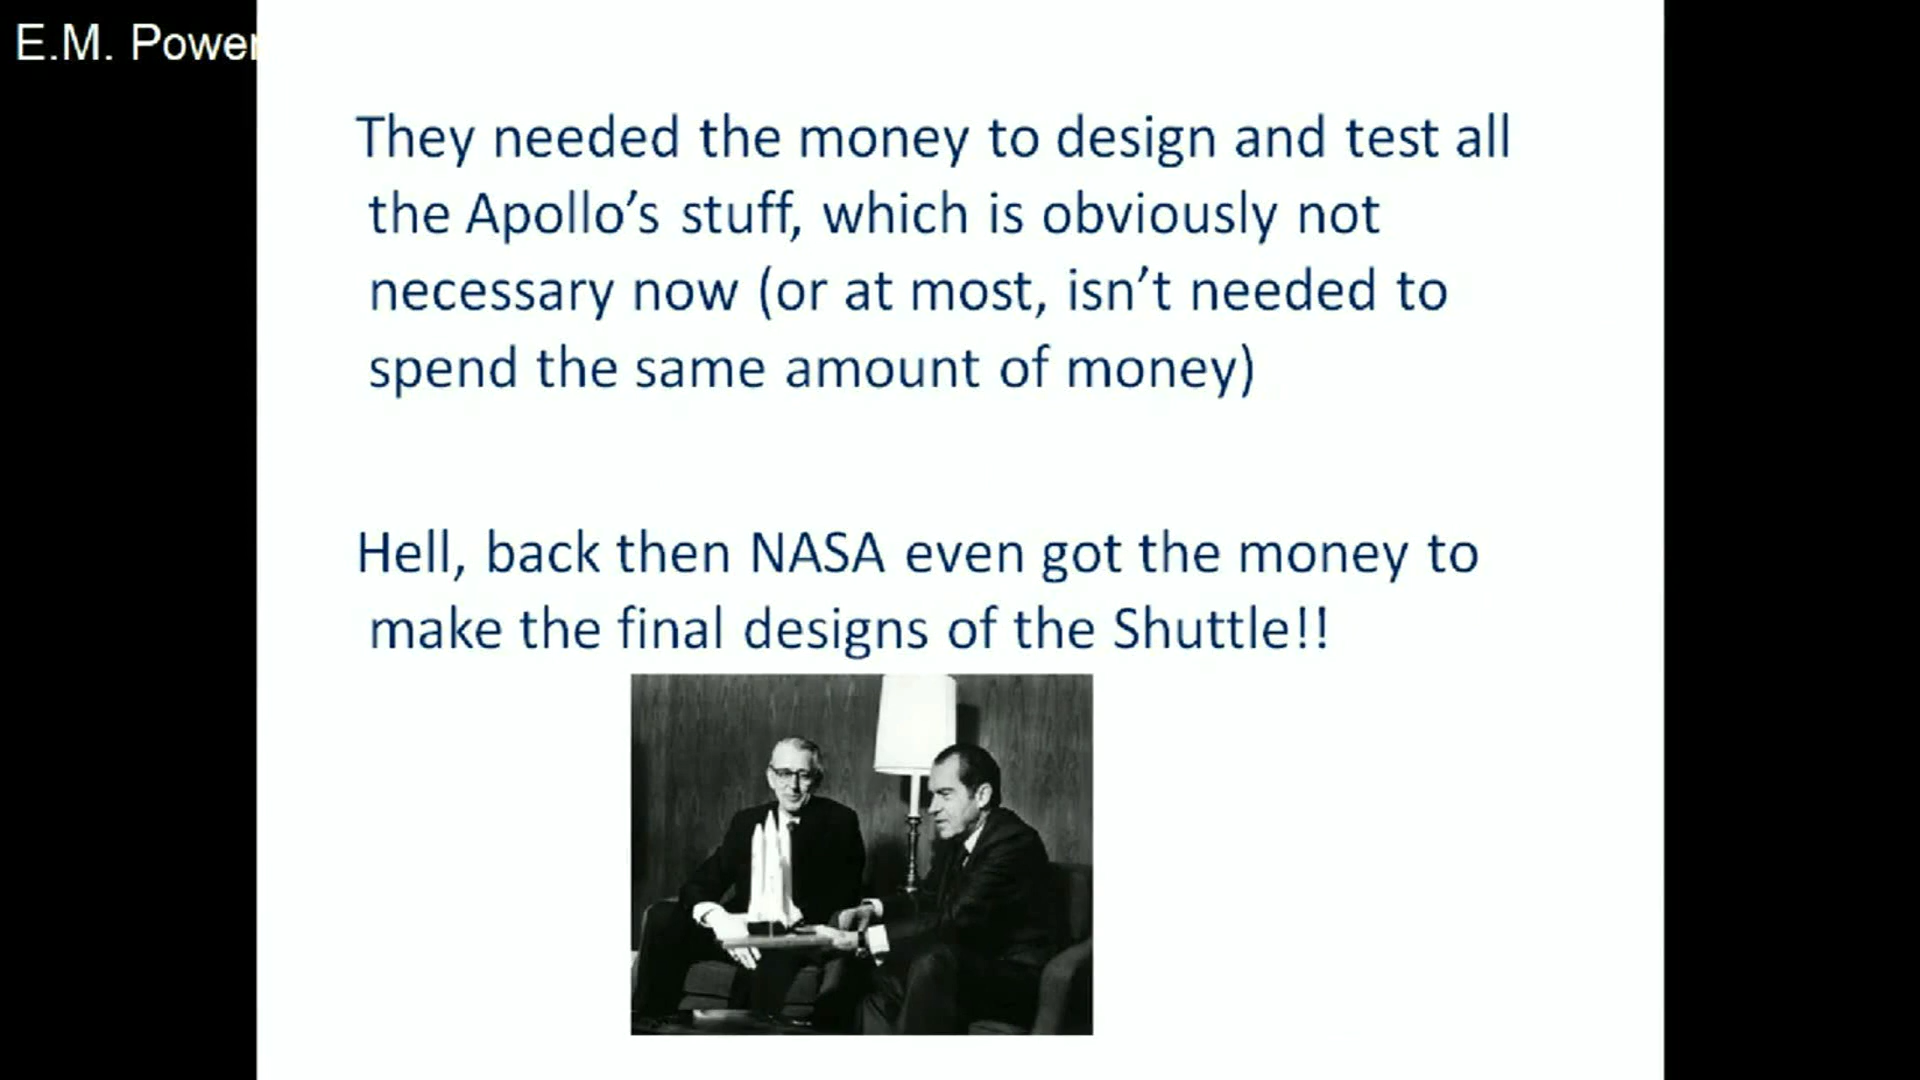 E.M. Power
They needed the money to design and test all
the Apollo’s stuff, which is obviously not
necessary now (or at most, isn’t needed to
spend the same amount of money)
Hell, back then NASA even got the money to
make the final designs of the Shuttle!!